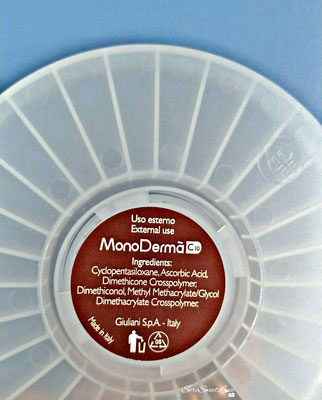 Uso esterno
External use
MonoDermà C10
Ingredients:
Cyclopentasiloxane, Ascorbic Acid,
Dimethicone Crosspolymer,
Dimethiconol, Methyl Methacrylate/Glycol
Dimethacrylate Crosspolymer.
Giuliani S.p.A - Italy
Made in Italy